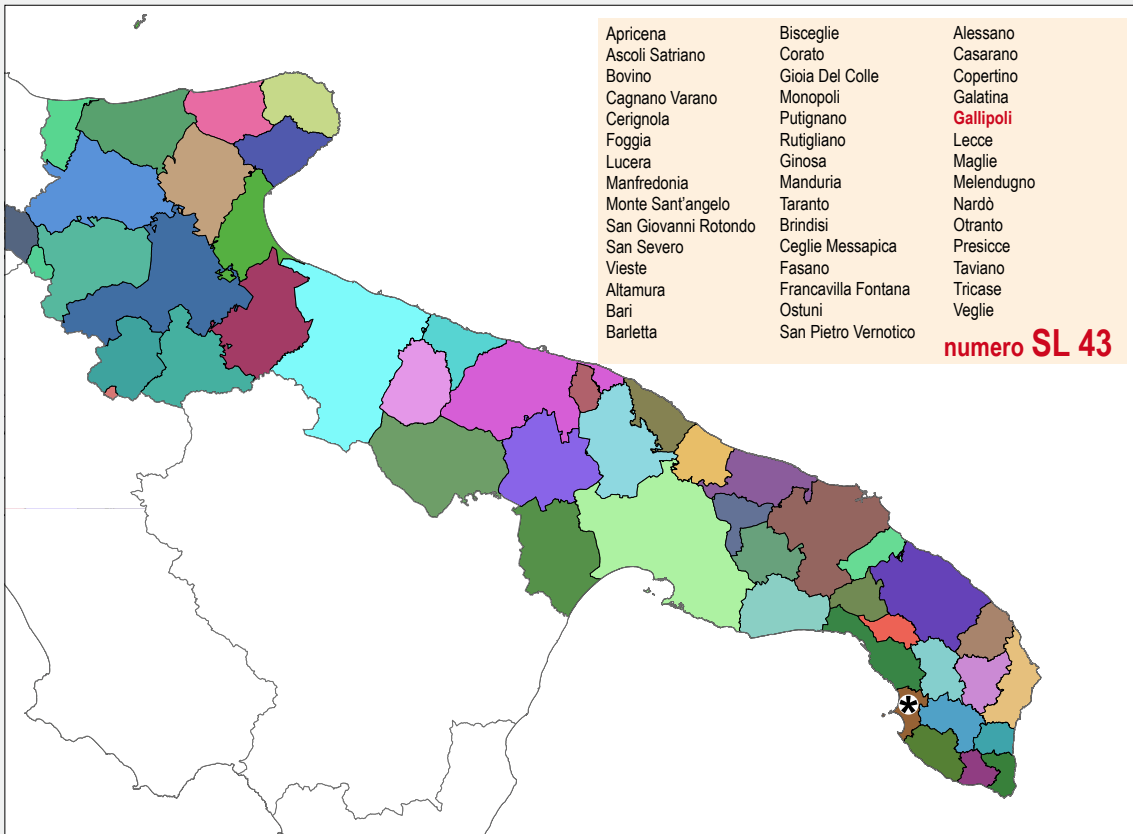 Apricena
Ascoli Satriano
Bovino
Cagnano Varano
Cerignola
Foggia
Lucera
Manfredonia
Monte Sant'angelo
San Giovanni Rotondo
San Severo
Vieste
Altamura
Bari
Barletta
Bisceglie
Corato
Gioia Del Colle
Monopoli
Putignano
Rutigliano
Ginosa
Manduria
Taranto
Brindisi
Ceglie Messapica
Fasano
Francavilla Fontana
Ostuni
San Pietro Vernotico
Alessano
Casarano
Copertino
Galatina
Gallipoli
Lecce
Maglie
Melendugno
Nardò
Otranto
Presicce
Taviano
Tricase
Veglie
numero SL 43
*